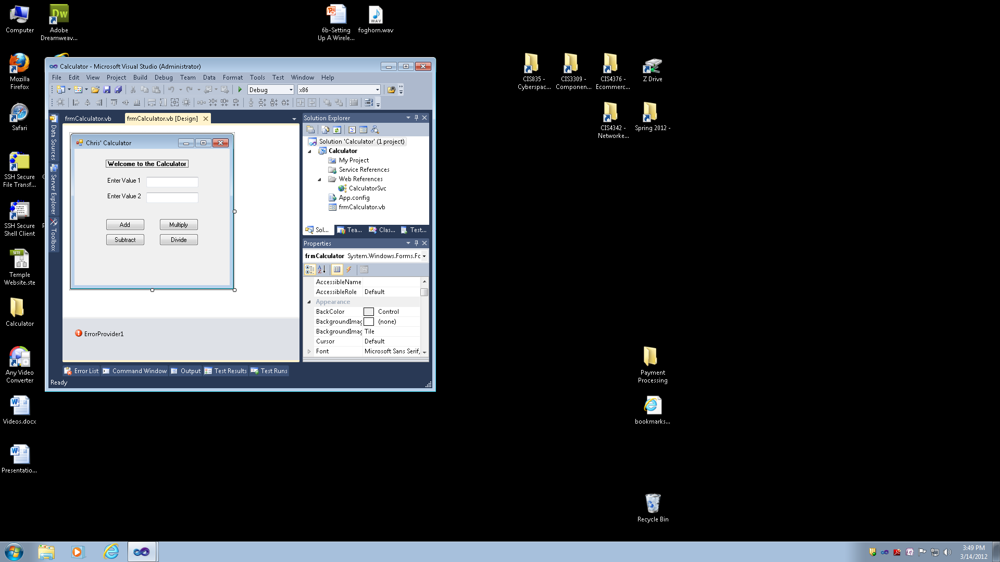 Computer
Adobe
Dreamweav...
6b-Setting
Up A Wirele...
foghorn.wav
Mozilla
Firefox
Safari
SSH Secure
File Transf...
SSH Secure
Shell Client
Temple
Website.ste
Calculator
Any Video
Converter
Videos.docx
Presentatio...
Calculator - Microsoft Visual Studio (Administrator)
File Edit View Project Build Debug Team Data Format Tools Test Window Help
Debug x86
Data Sources
Server Explorer
Toolbox
frmCalculator.vb frmCalculator.vb [Design]
Chris' Calculator
Welcome to the Calculator
Enter Value 1
Enter Value 2
Add Multiply
Subtract Divide
ErrorProvider1
Solution Explorer
Solution 'Calculator' (1 project)
Calculator
My Project
Service References
Web References
CalculatorSvc
App.config
frmCalculator.vb
Sol... Tea... Clas... Test...
Properties
frmCalculator System.Windows.Forms.Fc
AccessibleName
AccessibleRole Default
Appearance
BackColor Control
BackgroundImag (none)
BackgroundImag Tile
Cursor Default
Font Microsoft Sans Serif,
Error List Command Window Output Test Results Test Runs
Ready
CIS835 -
Cyberspac...
CIS3309 -
Componen...
CIS4376 -
Ecommerc...
Z Drive
CIS4342 -
Networke...
Spring 2012 -
Payment
Processing
bookmarks...
Recycle Bin
3:49 PM
3/14/2012